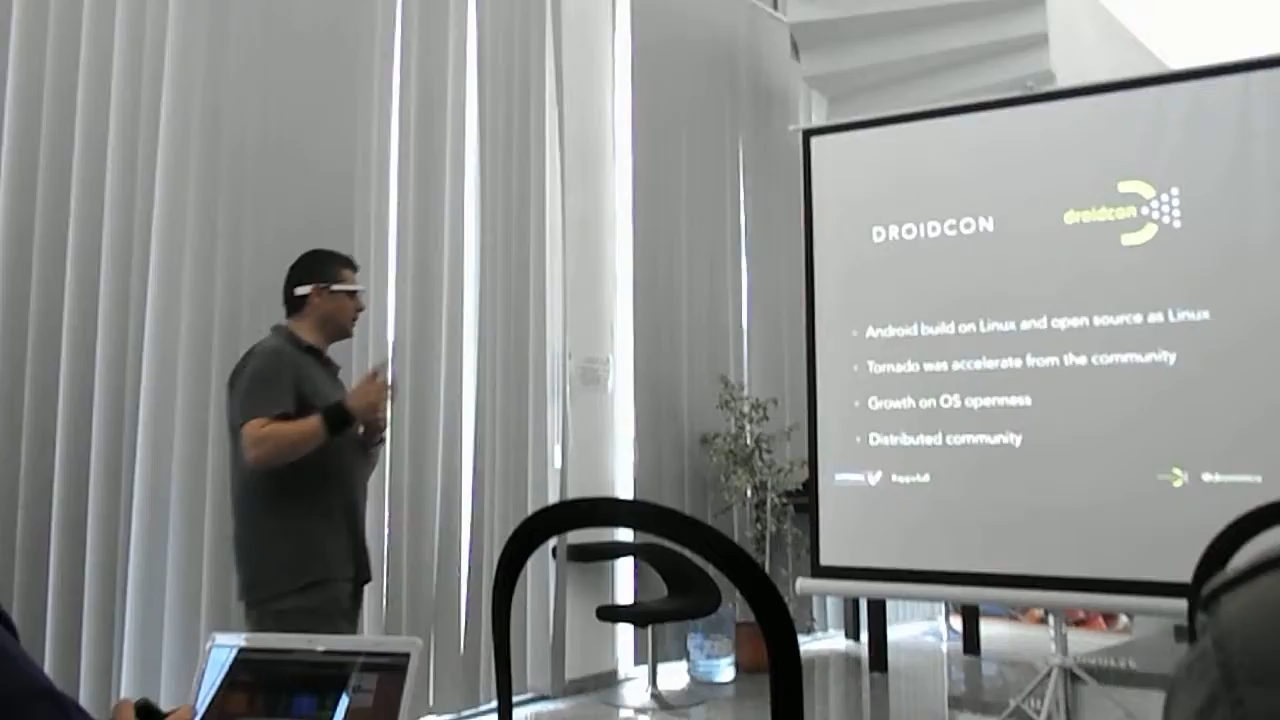 DROIDCON
droidcon
Android build on Linux and open source as Linux
Tornado was accelerate from the community
Growth on OS openness
Distributed community